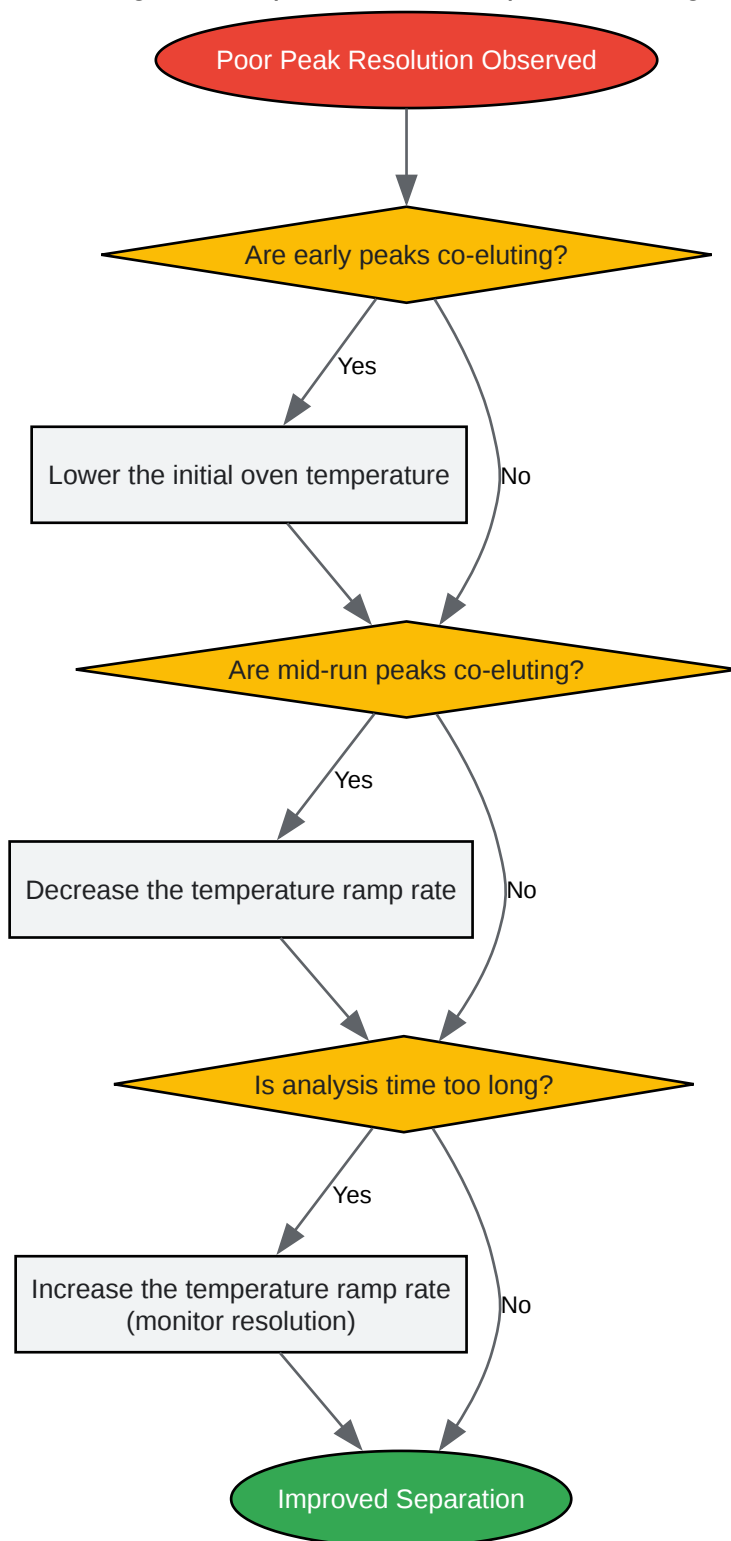 Poor Peak Resolution Observed
Are early peaks co-eluting?
Yes
Lower the initial oven temperature
No
Are mid-run peaks co-eluting?
Yes
Decrease the temperature ramp rate
No
Is analysis time too long?
Yes
Increase the temperature ramp rate
(monitor resolution)
No
Improved Separation